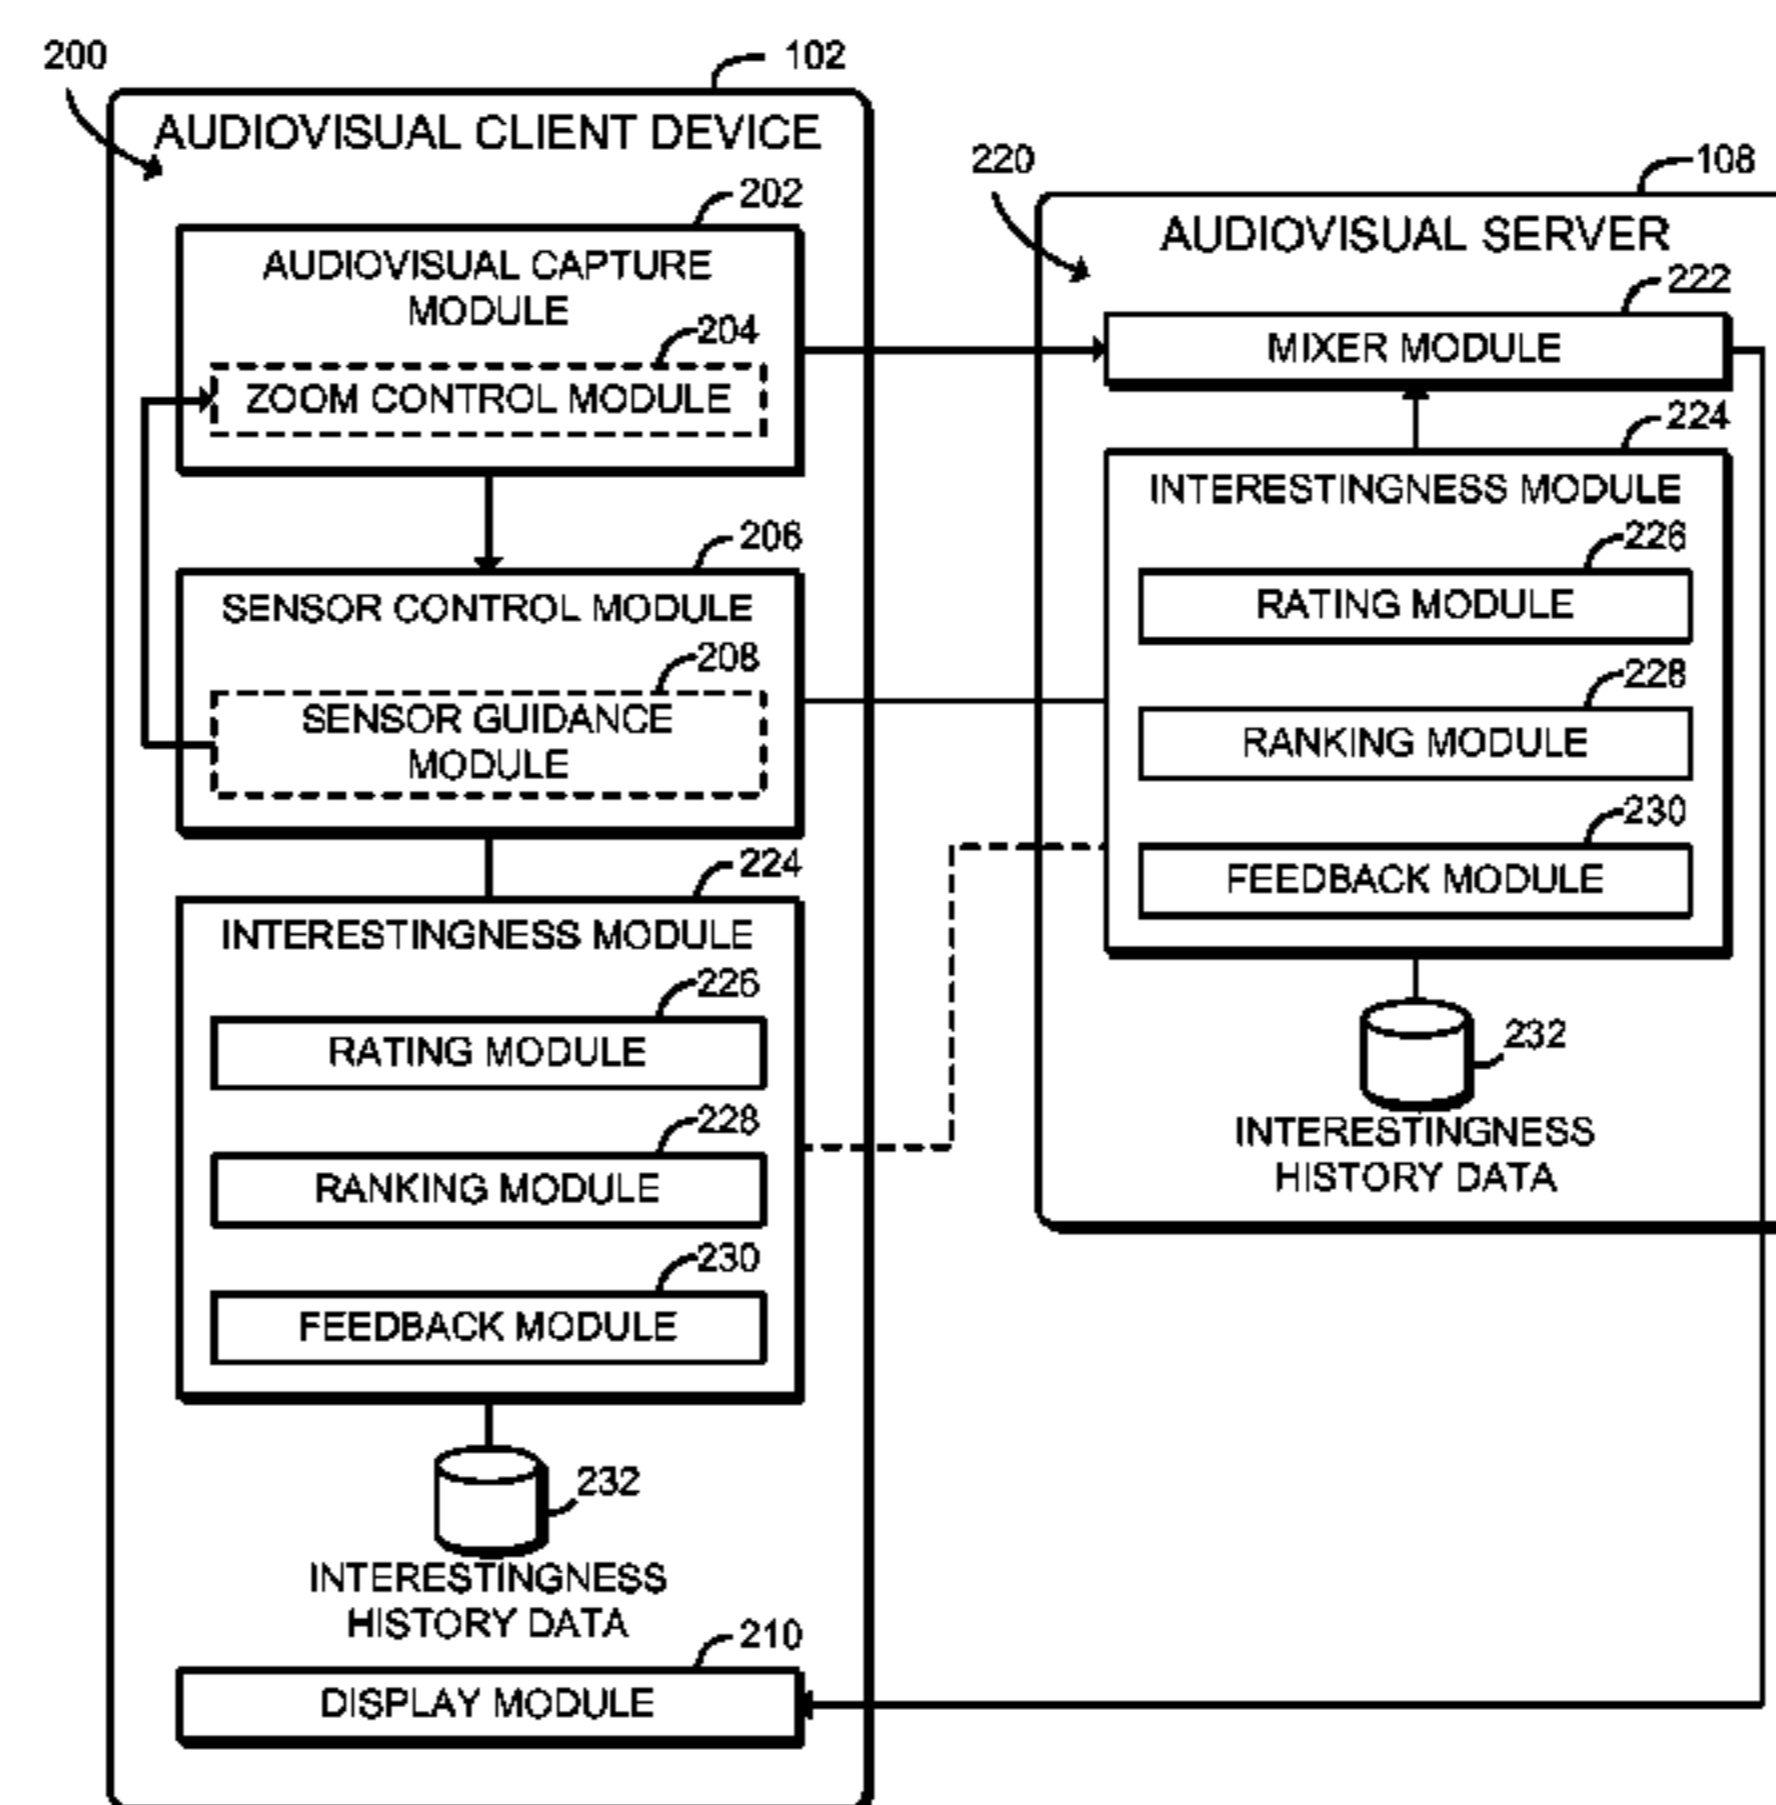 200
102
AUDIOVISUAL CLIENT DEVICE
202
AUDIOVISUAL CAPTURE
MODULE
204
ZOOM CONTROL MODULE
206
SENSOR CONTROL MODULE
208
SENSOR GUIDANCE
MODULE
224
INTERESTINGNESS MODULE
226
RATING MODULE
228
RANKING MODULE
230
FEEDBACK MODULE
232
INTERESTINGNESS
HISTORY DATA
210
DISPLAY MODULE
220
108
AUDIOVISUAL SERVER
222
MIXER MODULE
224
INTERESTINGNESS MODULE
226
RATING MODULE
228
RANKING MODULE
230
FEEDBACK MODULE
232
INTERESTINGNESS
HISTORY DATA